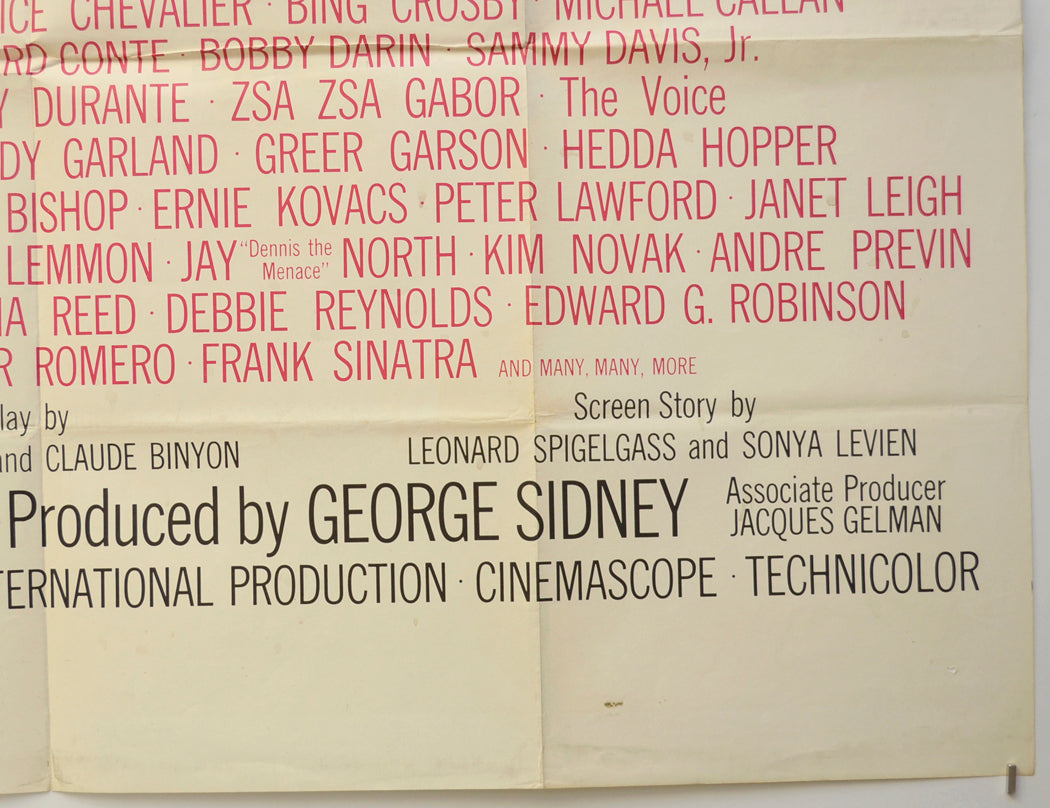 ICE CHEVALIER · BING CROSBY · MICHAEL CALLAN
RD CONTE · BOBBY DARIN · SAMMY DAVIS, Jr.
Y DURANTE · ZSA ZSA GABOR · The Voice
DY GARLAND · GREER GARSON · HEDDA HOPPER
BISHOP · ERNIE KOVACS · PETER LAWFORD · JANET LEIGH
LEMMON · JAY "Dennis the Menace" NORTH · KIM NOVAK · ANDRE PREVIN
IA REED · DEBBIE REYNOLDS · EDWARD G. ROBINSON
R ROMERO · FRANK SINATRA AND MANY, MANY, MORE
lay by
and CLAUDE BINYON
Screen Story by
LEONARD SPIGELGASS and SONYA LEVIEN
Produced by GEORGE SIDNEY
Associate Producer
JACQUES GELMAN
TERNATIONAL PRODUCTION · CINEMASCOPE · TECHNICOLOR